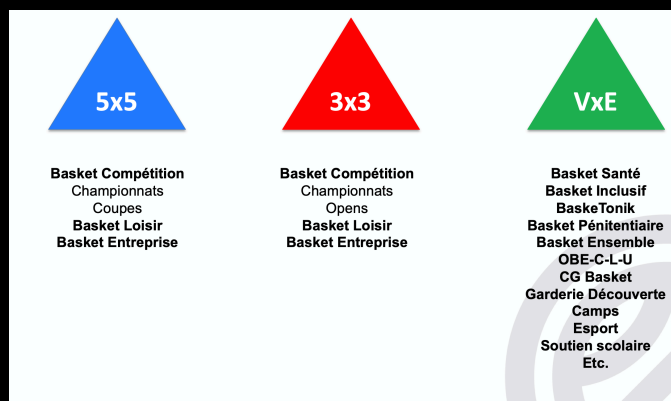 5x5
Basket Compétition
Championnats
Coupes
Basket Loisir
Basket Entreprise
3x3
Basket Compétition
Championnats
Opens
Basket Loisir
Basket Entreprise
VxE
Basket Santé
Basket Inclusif
BaskeTonik
Basket Pénitentiaire
Basket Ensemble
OBE-C-L-U
CG Basket
Garderie Découverte
Camps
Esport
Soutien scolaire
Etc.